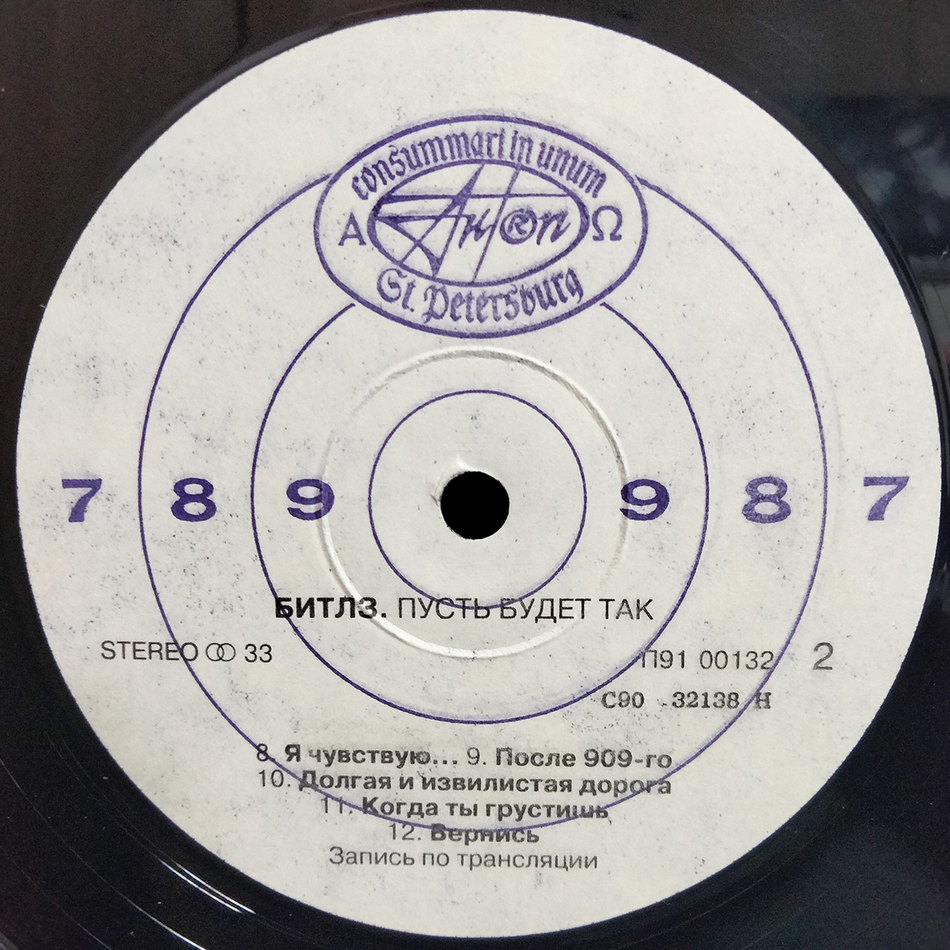 consummari in unum
Α АнтRоп Ω
St. Petersburg
7 8 9 9 8 7
БИТЛЗ. ПУСТЬ БУДЕТ ТАК
STEREO 33
П91 00132 2
С90 32138 Н
8. Я чувствую... 9. После 909-го
10. Долгая и извилистая дорога
11. Когда ты грустишь
12. Вернись
Запись по трансляции